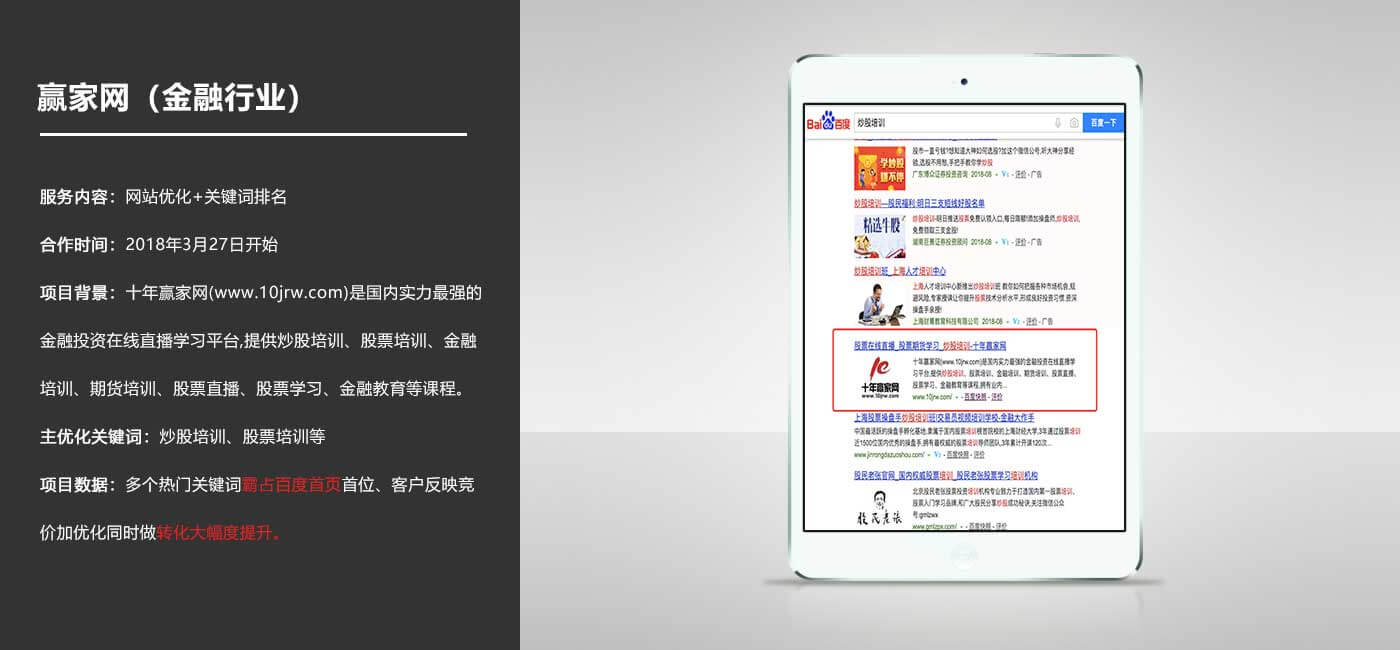 赢家网（金融行业）
服务内容：网站优化+关键词排名
合作时间：2018年3月27日开始
项目背景：十年赢家网(www.10jrw.com)是国内实力最强的
金融投资在线直播学习平台,提供炒股培训、股票培训、金融
培训、期货培训、股票直播、股票学习、金融教育等课程。
主优化关键词：炒股培训、股票培训等
项目数据：多个热门关键词霸占百度首页首位、客户反映竞
价加优化同时做转化大幅度提升。
Bai 百度 炒股培训 百度一下
学炒股
赚不停
股市一直亏钱?想知道大神如何选股?加这个微信公号,听大神分享经
验,选股不用愁,手把手教你学炒股
广东博众证券投资咨询 2018-08 - V1 - 评价 - 广告
炒股培训—股民福利:明日三支短线好股名单
精选牛股
炒股培训-明日推送股票免费认领入口,每日简献!添加操盘师,炒股培训,
免费领取三支金股!
湖南巨景证券投资顾问 2018-08 - V1 - 评价 - 广告
炒股培训班_上海人才培训中心
上海人才培训中心新推出炒股培训班 教你如何把握各种市场机会,规
避风险,专家授课让你提升股票技术分析水平,形成良好投资习惯,资深
操盘手亲授!
上海财景教育科技有限公司 2018-08 - V2 - 评价 - 广告
股票在线直播_股票期货学习_炒股培训-十年赢家网
十年赢家网
www.10jrw.com
十年赢家网(www.10jrw.com)是国内实力最强的金融投资在线直播学
习平台,提供炒股培训、股票培训、金融培训、期货培训、股票直播、
股票学习、金融教育等课程,拥有业内...
www.10jrw.com/ - 百度快照 - 评价
上海股票操盘手炒股培训班|交易员视频培训学校-金融大作手
中国最活跃的操盘手孵化基地,隶属于国内股票培训榜首院校的上海财经大学,3年通过股票培训
近1500位国内优秀的操盘手,拥有最权威的股票培训导师团队,3年累计开课120次...
www.jinrongdazuoshou.com/ - V2 - 百度快照 - 评价
股民老张官网_国内权威股票培训_股民老张股票学习培训机构
股民老张
北京股民老张股票投资培训机构专业致力于打造国内第一股票培训、
股票入门学习品牌,和广大股民分享炒股成功秘诀,关注微信公众
号:gmlzwx
www.gmlzpx.com/ - 百度快照 - 评价